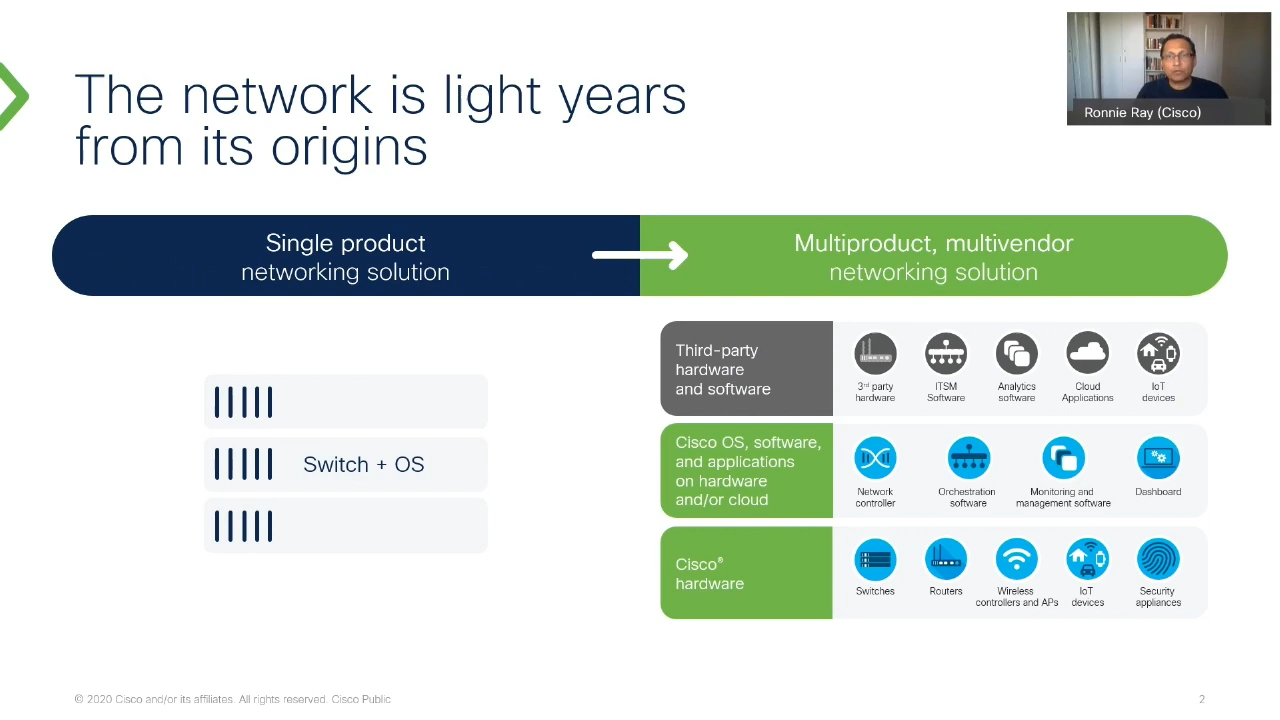 The network is light years
from its origins
Ronnie Ray (Cisco)
Single product
networking solution
Multiproduct, multivendor
networking solution
Switch + OS
Third-party
hardware
and software
3rd party
hardware
ITSM
Software
Analytics
software
Cloud
Applications
IoT
devices
Cisco OS, software,
and applications
on hardware
and/or cloud
Network
controller
Orchestration
software
Monitoring and
management software
Dashboard
Cisco®
hardware
Switches
Routers
Wireless
controllers and APs
IoT
devices
Security
appliances
© 2020 Cisco and/or its affiliates. All rights reserved. Cisco Public
2